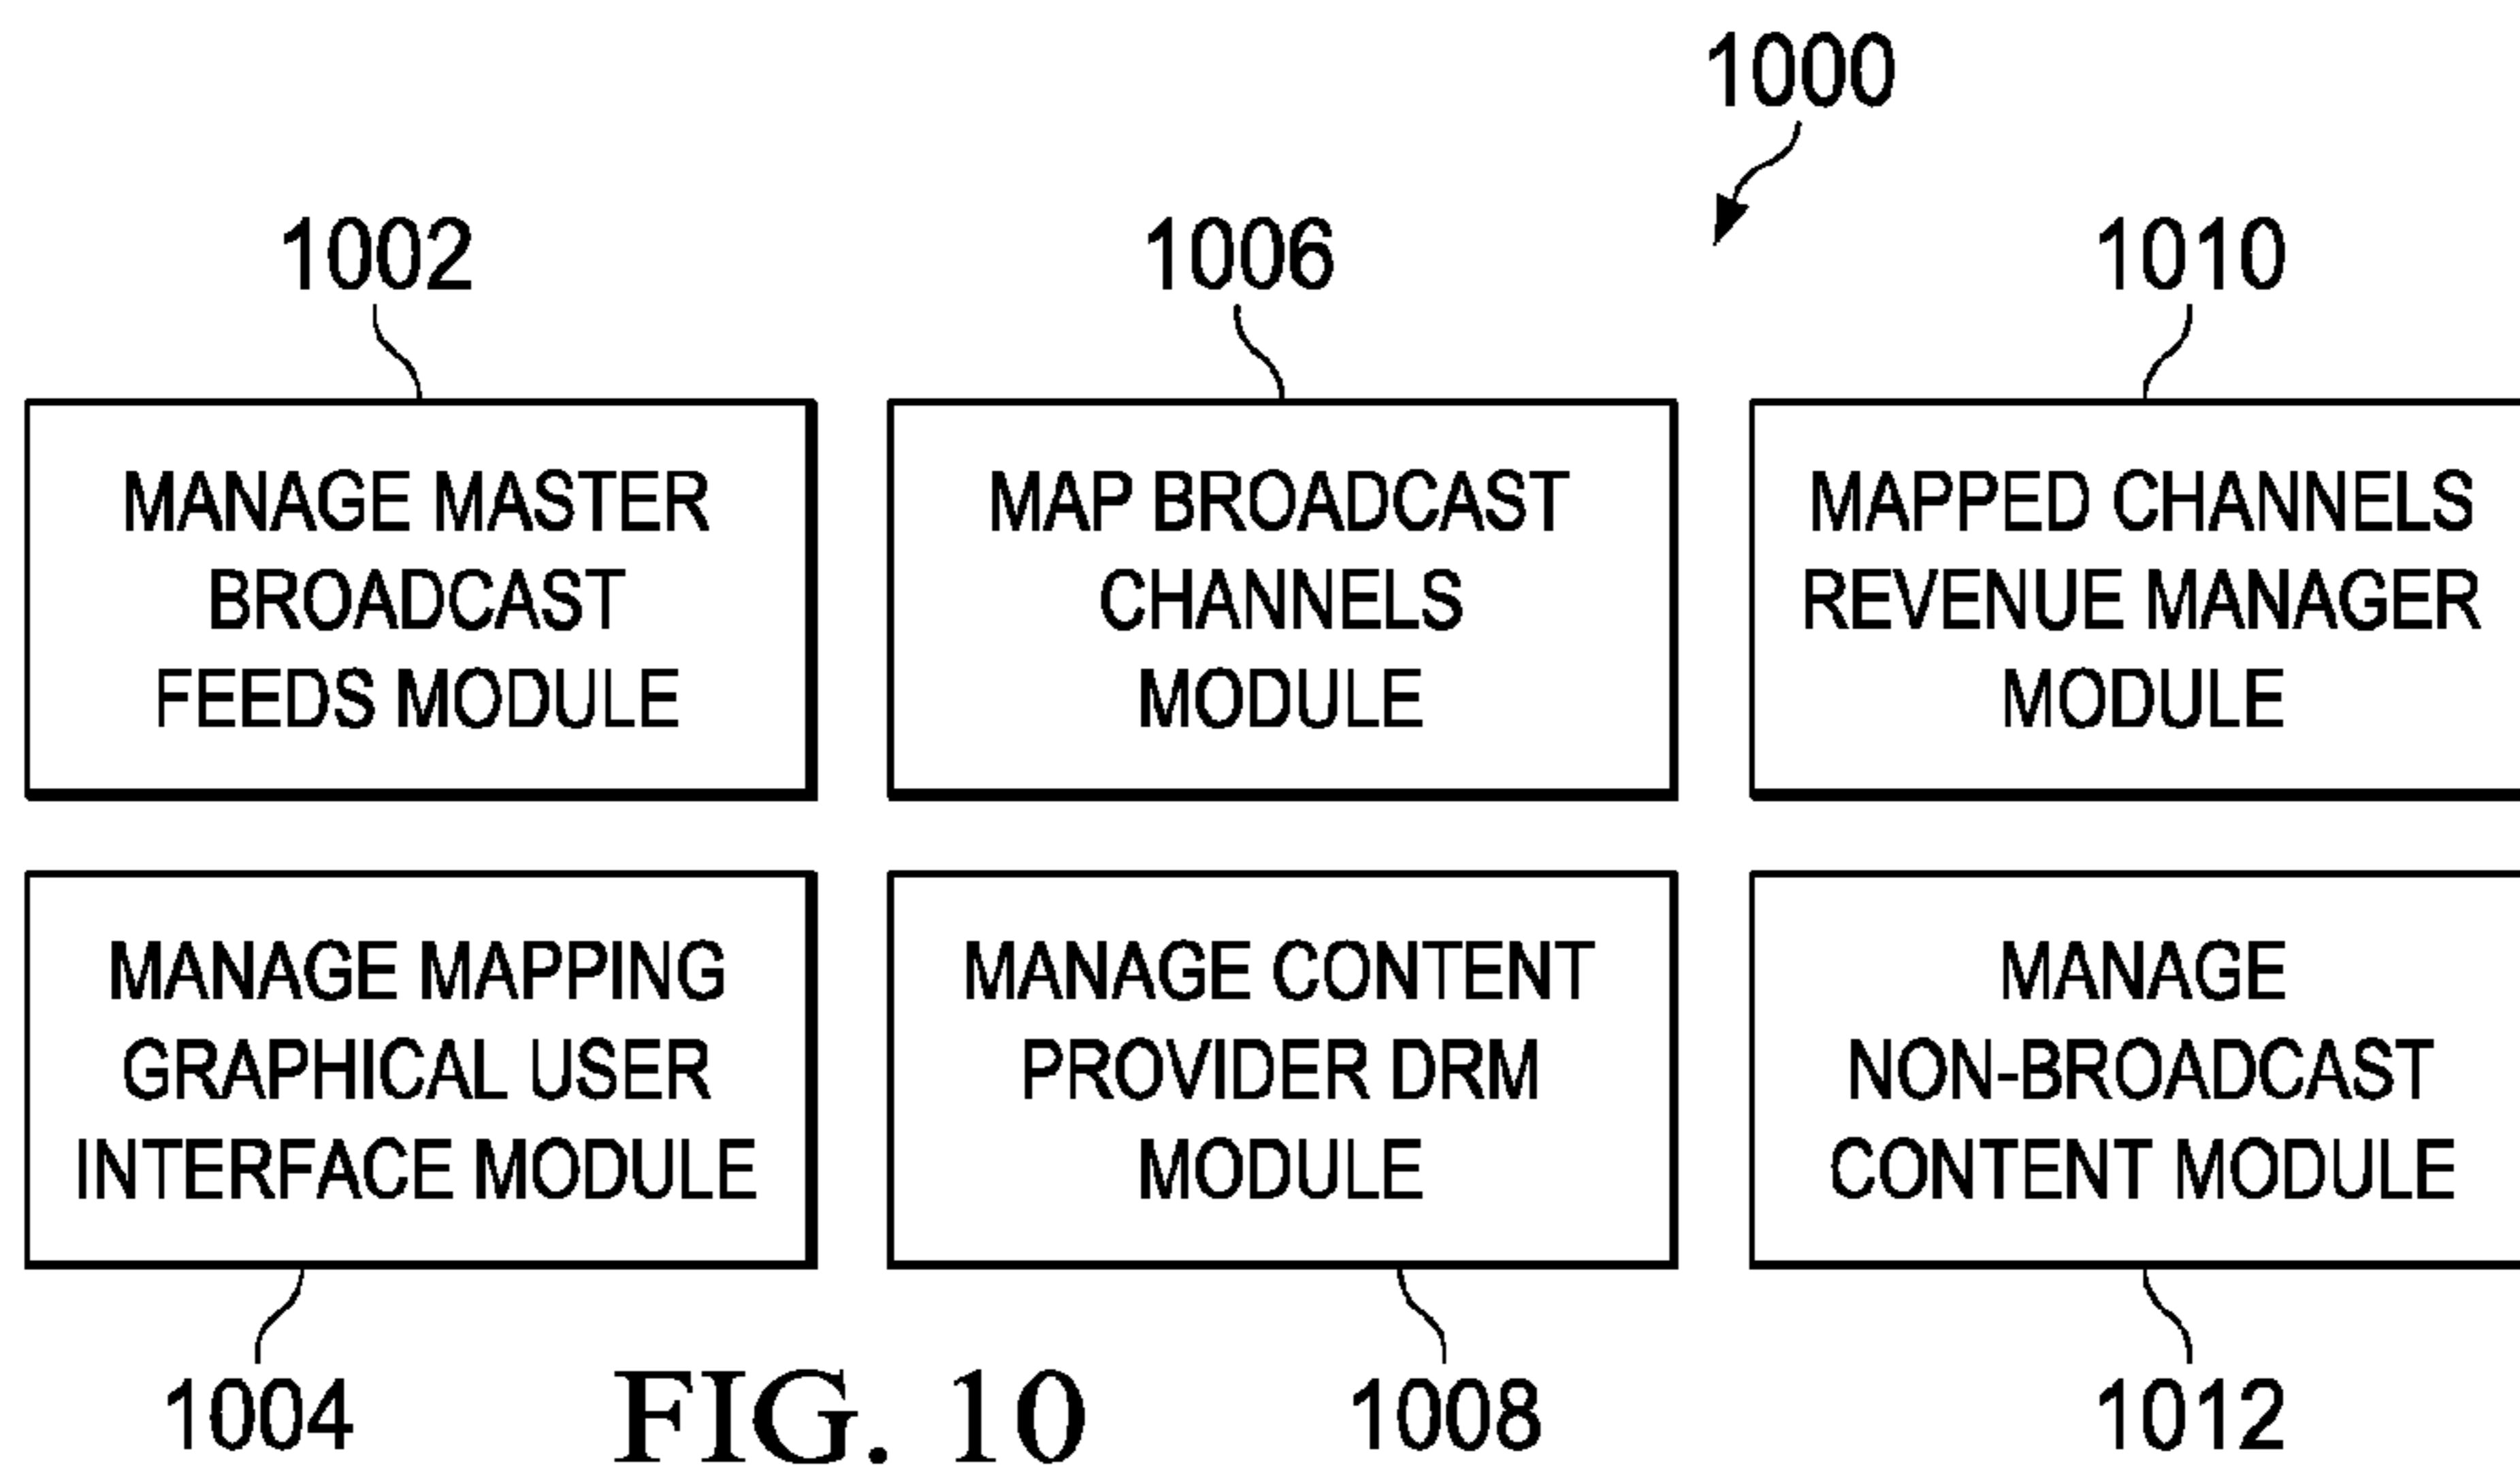 1000
1002
1006
1010
MANAGE MASTER
BROADCAST
FEEDS MODULE
MAP BROADCAST
CHANNELS
MODULE
MAPPED CHANNELS
REVENUE MANAGER
MODULE
MANAGE MAPPING
GRAPHICAL USER
INTERFACE MODULE
MANAGE CONTENT
PROVIDER DRM
MODULE
MANAGE
NON-BROADCAST
CONTENT MODULE
1004
1008
1012
FIG. 10